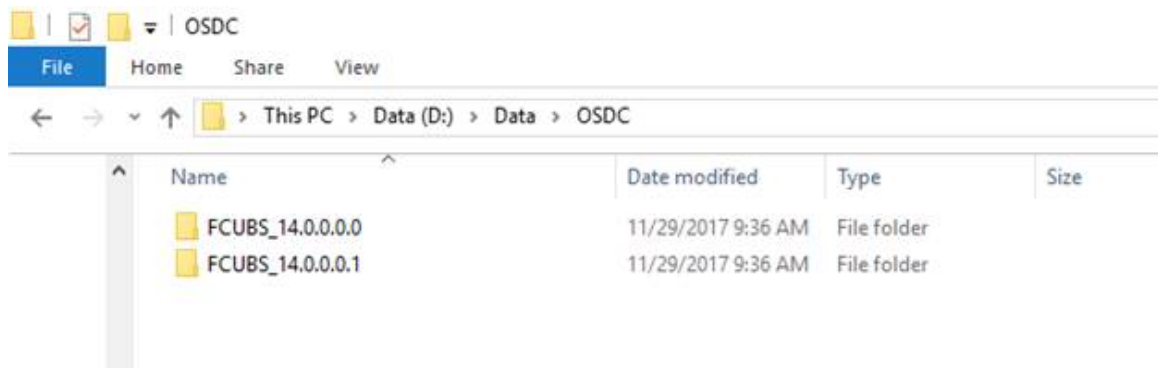 OSDC
File Home Share View
This PC > Data (D:) > Data > OSDC
Name Date modified Type Size
FCUBS_14.0.0.0.0 11/29/2017 9:36 AM File folder
FCUBS_14.0.0.0.1 11/29/2017 9:36 AM File folder